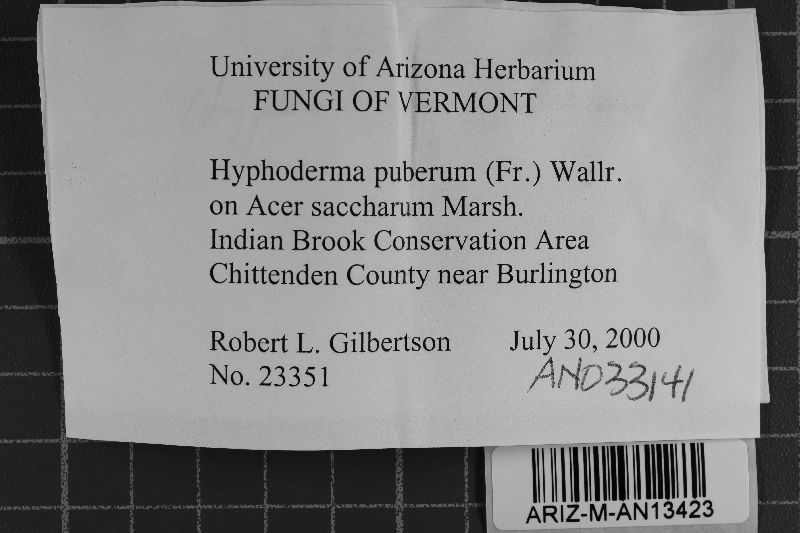 University of Arizona Herbarium
FUNGI OF VERMONT
Hyphoderma puberum (Fr.) Wallr.
on Acer saccharum Marsh.
Indian Brook Conservation Area
Chittenden County near Burlington
Robert L. Gilbertson July 30, 2000
No. 23351 AN033141
ARIZ-M-AN13423